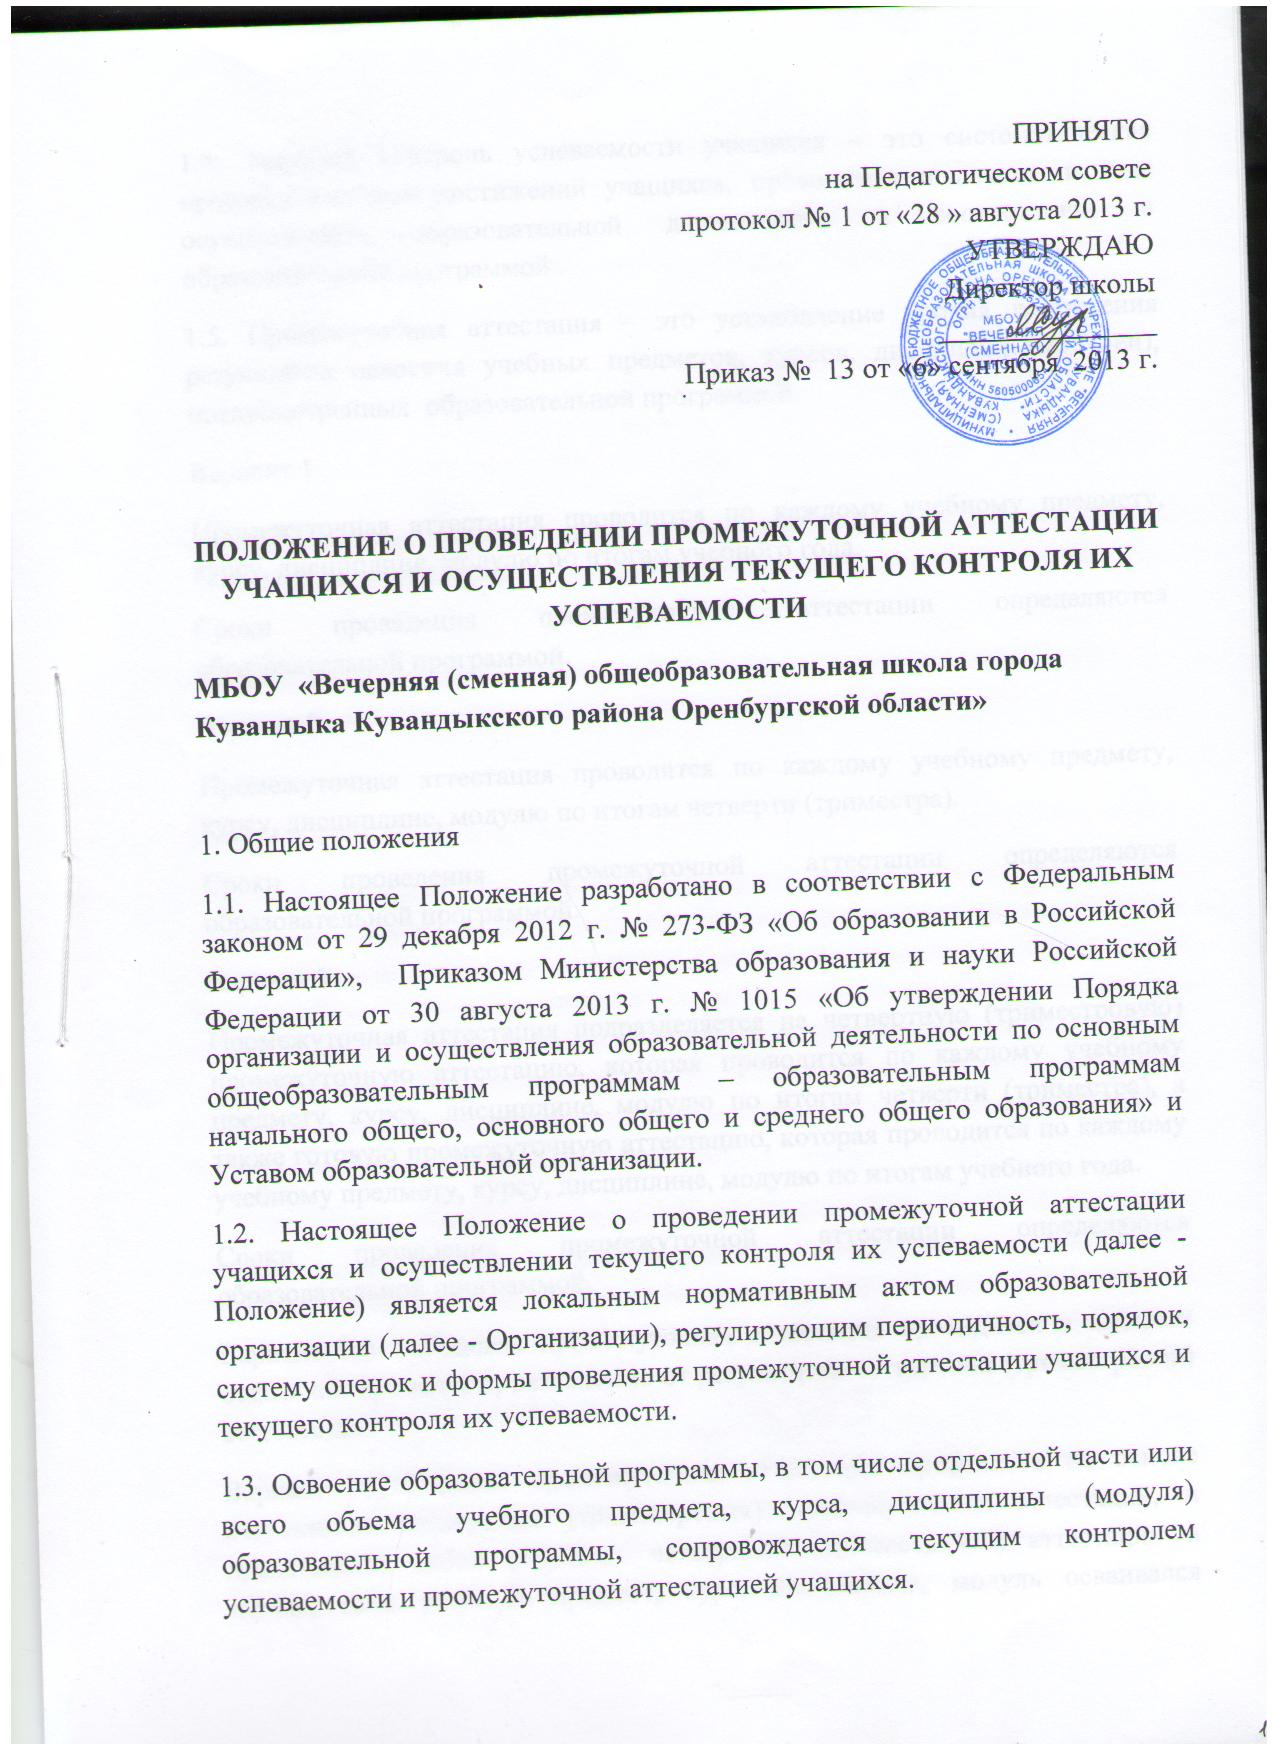 ПРИНЯТО
на Педагогическом совете
протокол № 1 от «28 » августа 2013 г.
УТВЕРЖДАЮ
Директор школы
Приказ № 13 от «6» сентября 2013 г.
МБОУ
"ВЕЧЕРНЯЯ
(СМЕННАЯ)
ПОЛОЖЕНИЕ О ПРОВЕДЕНИИ ПРОМЕЖУТОЧНОЙ АТТЕСТАЦИИ
УЧАЩИХСЯ И ОСУЩЕСТВЛЕНИЯ ТЕКУЩЕГО КОНТРОЛЯ ИХ
УСПЕВАЕМОСТИ
МБОУ «Вечерняя (сменная) общеобразовательная школа города
Кувандыка Кувандыкского района Оренбургской области»
1. Общие положения
1.1. Настоящее Положение разработано в соответствии с Федеральным
законом от 29 декабря 2012 г. № 273-ФЗ «Об образовании в Российской
Федерации», Приказом Министерства образования и науки Российской
Федерации от 30 августа 2013 г. № 1015 «Об утверждении Порядка
организации и осуществления образовательной деятельности по основным
общеобразовательным программам – образовательным программам
начального общего, основного общего и среднего общего образования» и
Уставом образовательной организации.
1.2. Настоящее Положение о проведении промежуточной аттестации
учащихся и осуществлении текущего контроля их успеваемости (далее -
Положение) является локальным нормативным актом образовательной
организации (далее - Организации), регулирующим периодичность, порядок,
систему оценок и формы проведения промежуточной аттестации учащихся и
текущего контроля их успеваемости.
1.3. Освоение образовательной программы, в том числе отдельной части или
всего объема учебного предмета, курса, дисциплины (модуля)
образовательной программы, сопровождается текущим контролем
успеваемости и промежуточной аттестацией учащихся.
1